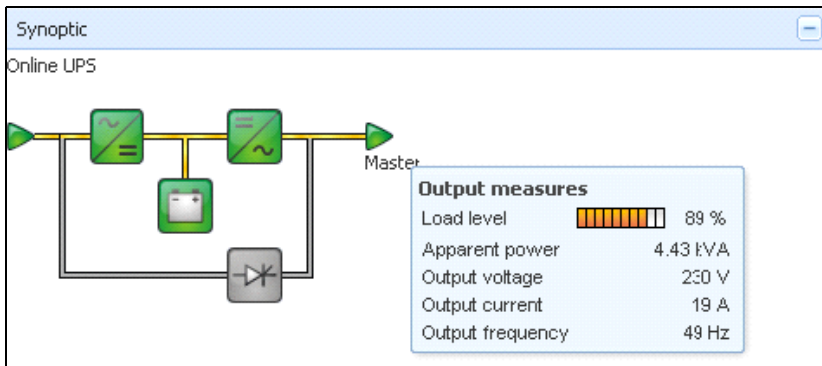 Synoptic
Online UPS
Master
Output measures
Load level 89 %
Apparent power 4.43 kVA
Output voltage 230 V
Output current 19 A
Output frequency 49 Hz